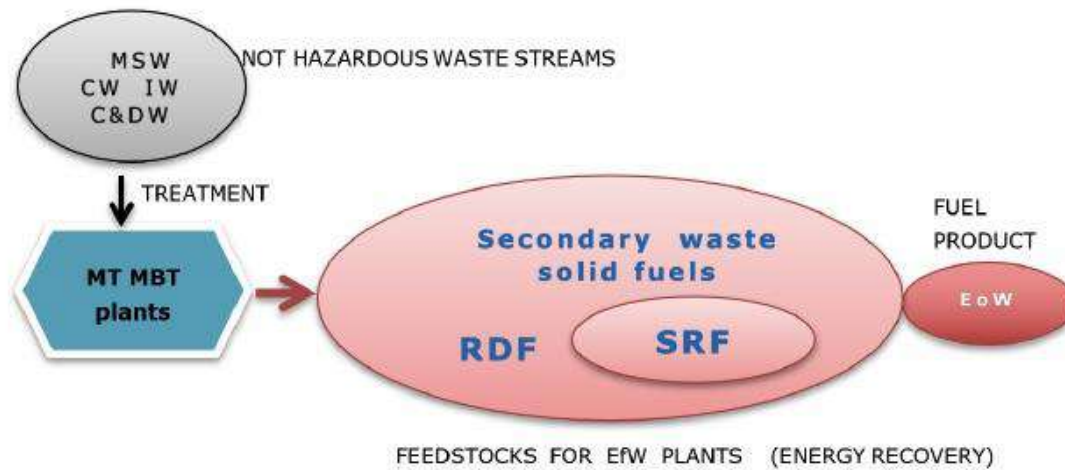 MSW
CW IW
C&DW
NOT HAZARDOUS WASTE STREAMS
TREATMENT
MT MBT
plants
Secondary waste
solid fuels
RDF
SRF
FUEL
PRODUCT
EoW
FEEDSTOCKS FOR EfW PLANTS (ENERGY RECOVERY)